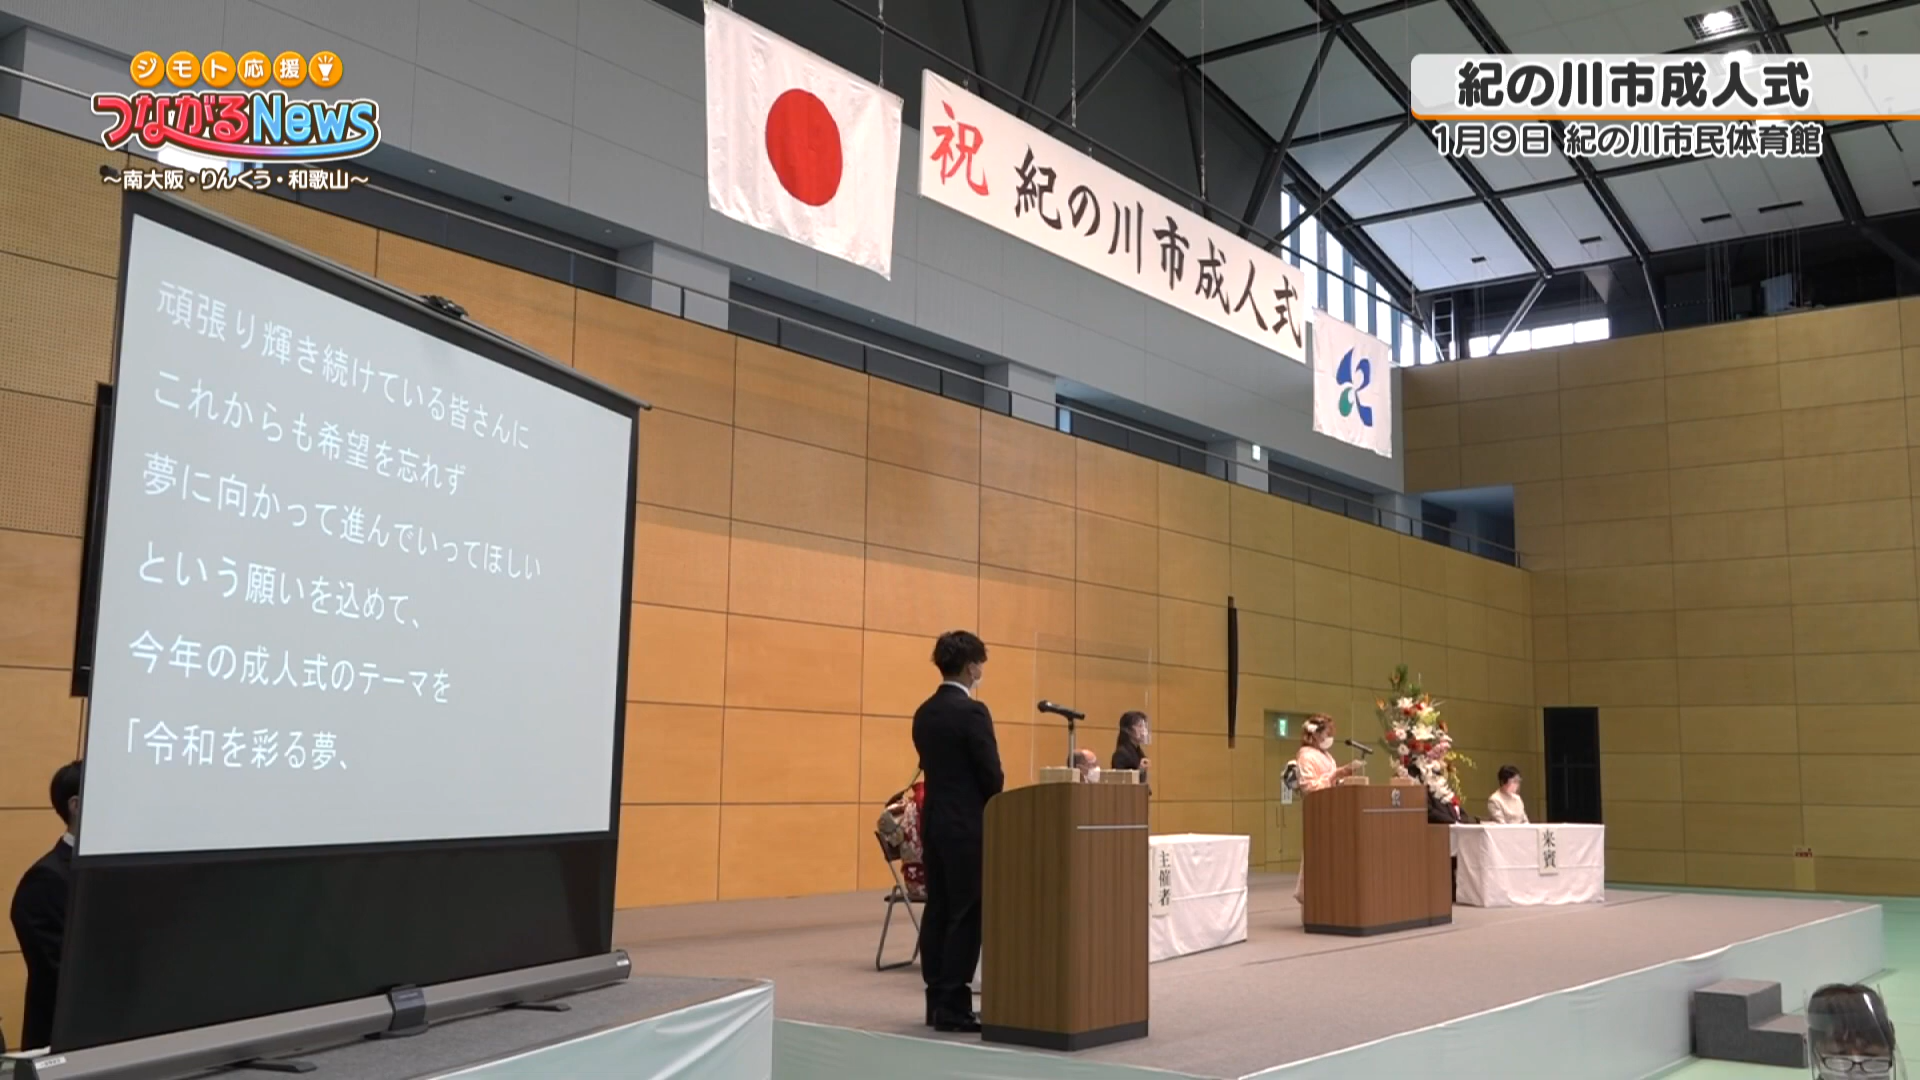 ジモト応援
つながるNews
～南大阪・りんくう・和歌山～
紀の川市成人式
1月9日 紀の川市民体育館
祝 紀の川市成人式
頑張り輝き続けている皆さんに
これからも希望を忘れず
夢に向かって進んでいってほしい
という願いを込めて、
今年の成人式のテーマを
「令和を彩る夢、
主催者
来賓